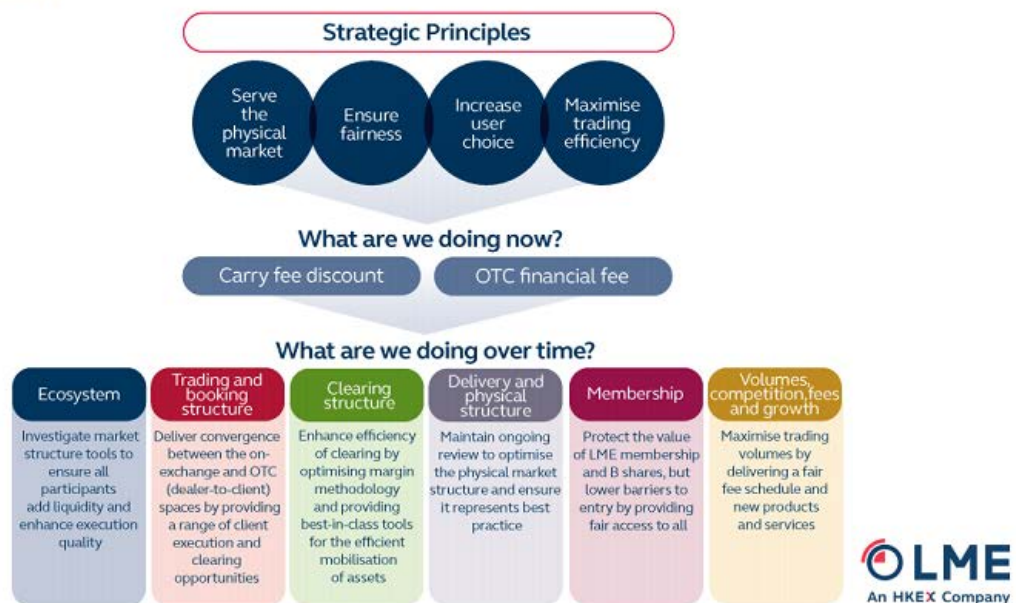 Strategic Principles
Serve
the
physical
market
Ensure
fairness
Increase
user
choice
Maximise
trading
efficiency
What are we doing now?
Carry fee discount
OTC financial fee
What are we doing over time?
Ecosystem
Investigate market
structure tools to
ensure all
participants
add liquidity and
enhance execution
quality
Trading and
booking
structure
Deliver convergence
between the on-
exchange and OTC
(dealer-to-client)
spaces by providing
a range of client
execution and
clearing
opportunities
Clearing
structure
Enhance efficiency
of clearing by
optimising margin
methodology
and providing
best-in-class tools
for the efficient
mobilisation
of assets
Delivery and
physical
structure
Maintain ongoing
review to optimise
the physical market
structure and ensure
it represents best
practice
Membership
Protect the value
of LME membership
and B shares, but
lower barriers to
entry by providing
fair access to all
Volumes,
competition,fees
and growth
Maximise trading
volumes by
delivering a fair
fee schedule and
new products
and services
LME
An HKEX Company